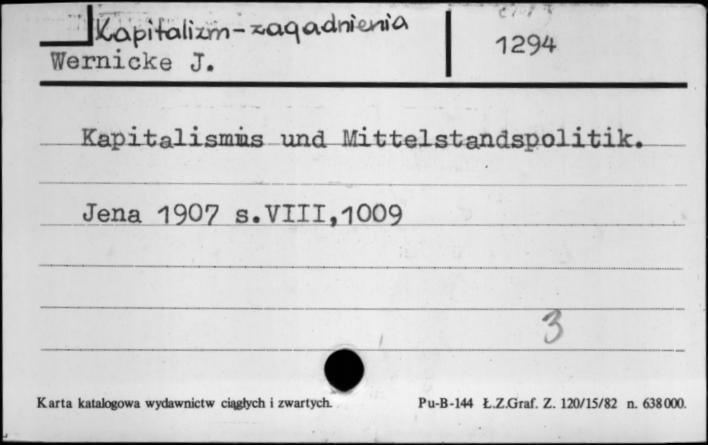 Kapitalizm-zagadnienia
1294
Wernicke J.
Kapitalismus und Mittelstandspolitik.
Jena 1907 s.VIII,1009
3
Karta katalogowa wydawnictw ciągłych i zwartych. Pu-B-144 Ł.Z.Graf. Z. 120/15/82 n. 638000.